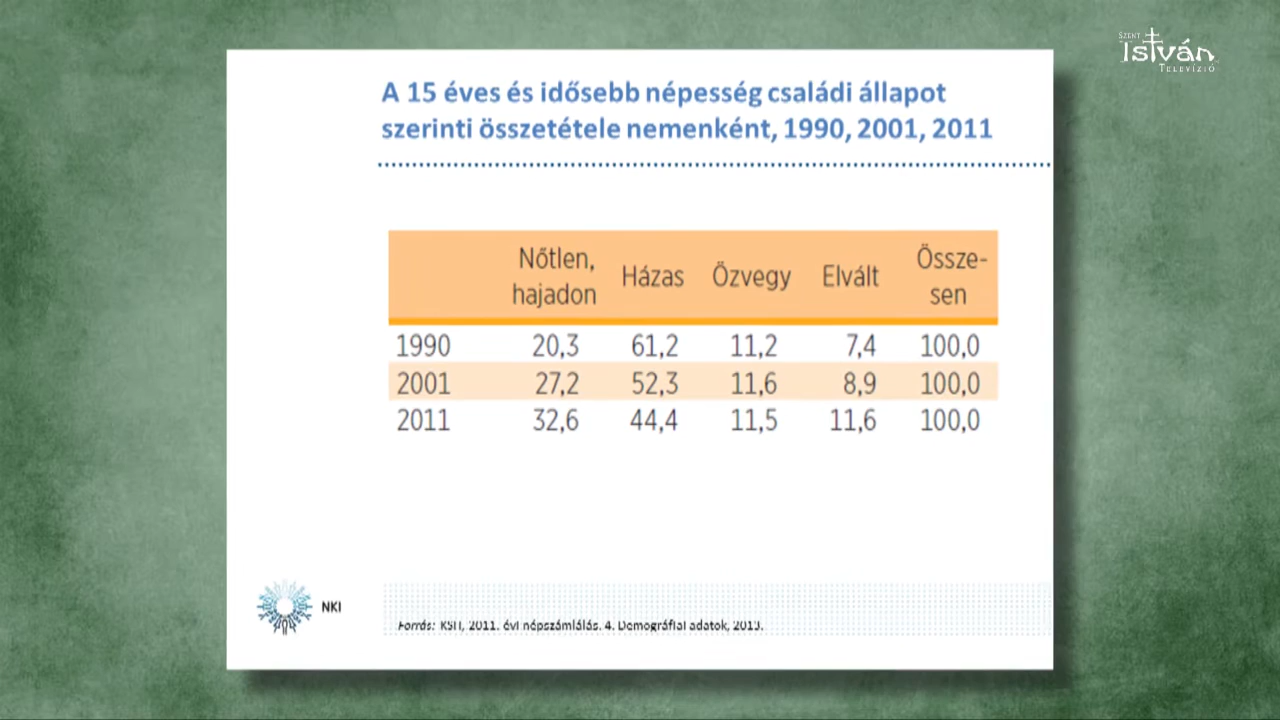 Szent
István
Televízió
A 15 éves és idősebb népesség családi állapot
szerinti összetétele nemenként, 1990, 2001, 2011
Nőtlen, hajadon Házas Özvegy Elvált Össze-sen
1990 20,3 61,2 11,2 7,4 100,0
2001 27,2 52,3 11,6 8,9 100,0
2011 32,6 44,4 11,5 11,6 100,0
NKI
Forrás: KSH, 2011. évi népszámlálás. 4. Demográfiai adatok, 2013.